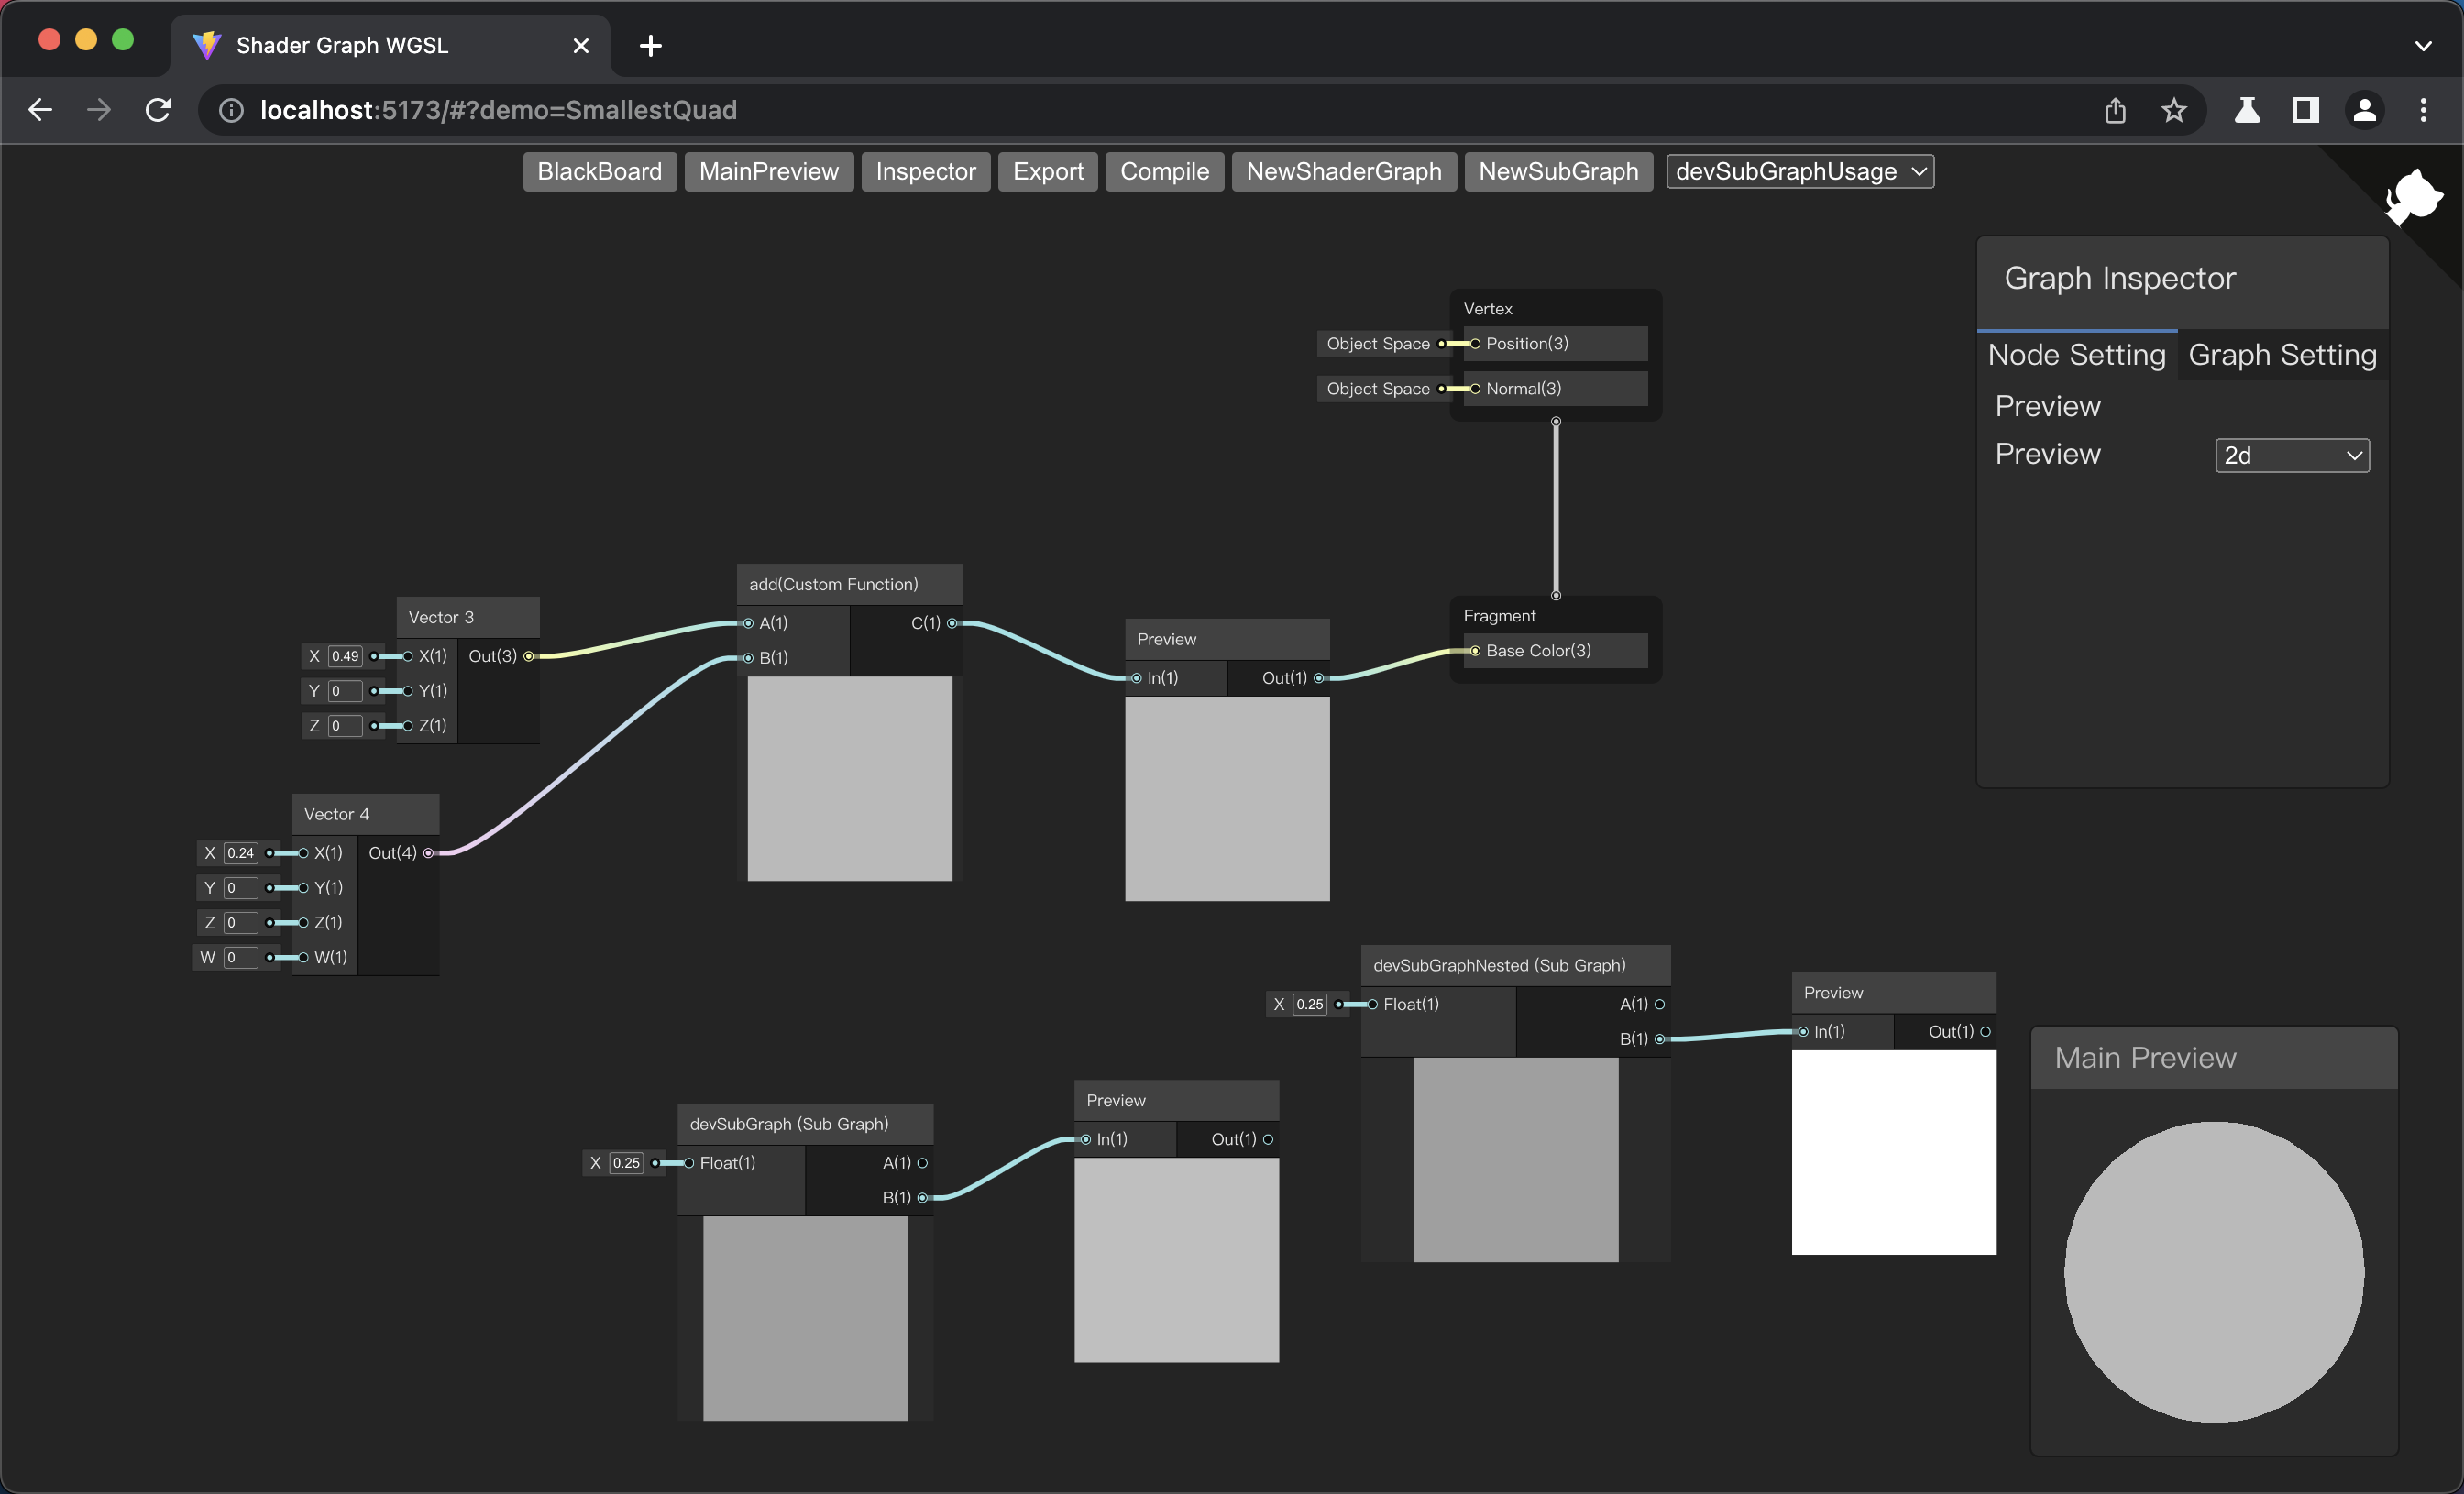 Shader Graph WGSL
localhost:5173/#?demo=SmallestQuad
BlackBoard MainPreview Inspector Export Compile NewShaderGraph NewSubGraph devSubGraphUsage
Graph Inspector
Node Setting Graph Setting
Preview
Preview 2d
Vertex
Object Space Position(3)
Object Space Normal(3)
Fragment
Base Color(3)
add(Custom Function)
A(1) C(1)
B(1)
Vector 3
X 0.49 X(1) Out(3)
Y 0 Y(1)
Z 0 Z(1)
Preview
In(1) Out(1)
Vector 4
X 0.24 X(1) Out(4)
Y 0 Y(1)
Z 0 Z(1)
W 0 W(1)
devSubGraphNested (Sub Graph)
X 0.25 Float(1) A(1)
B(1)
Preview
In(1) Out(1)
Main Preview
devSubGraph (Sub Graph)
X 0.25 Float(1) A(1)
B(1)
Preview
In(1) Out(1)